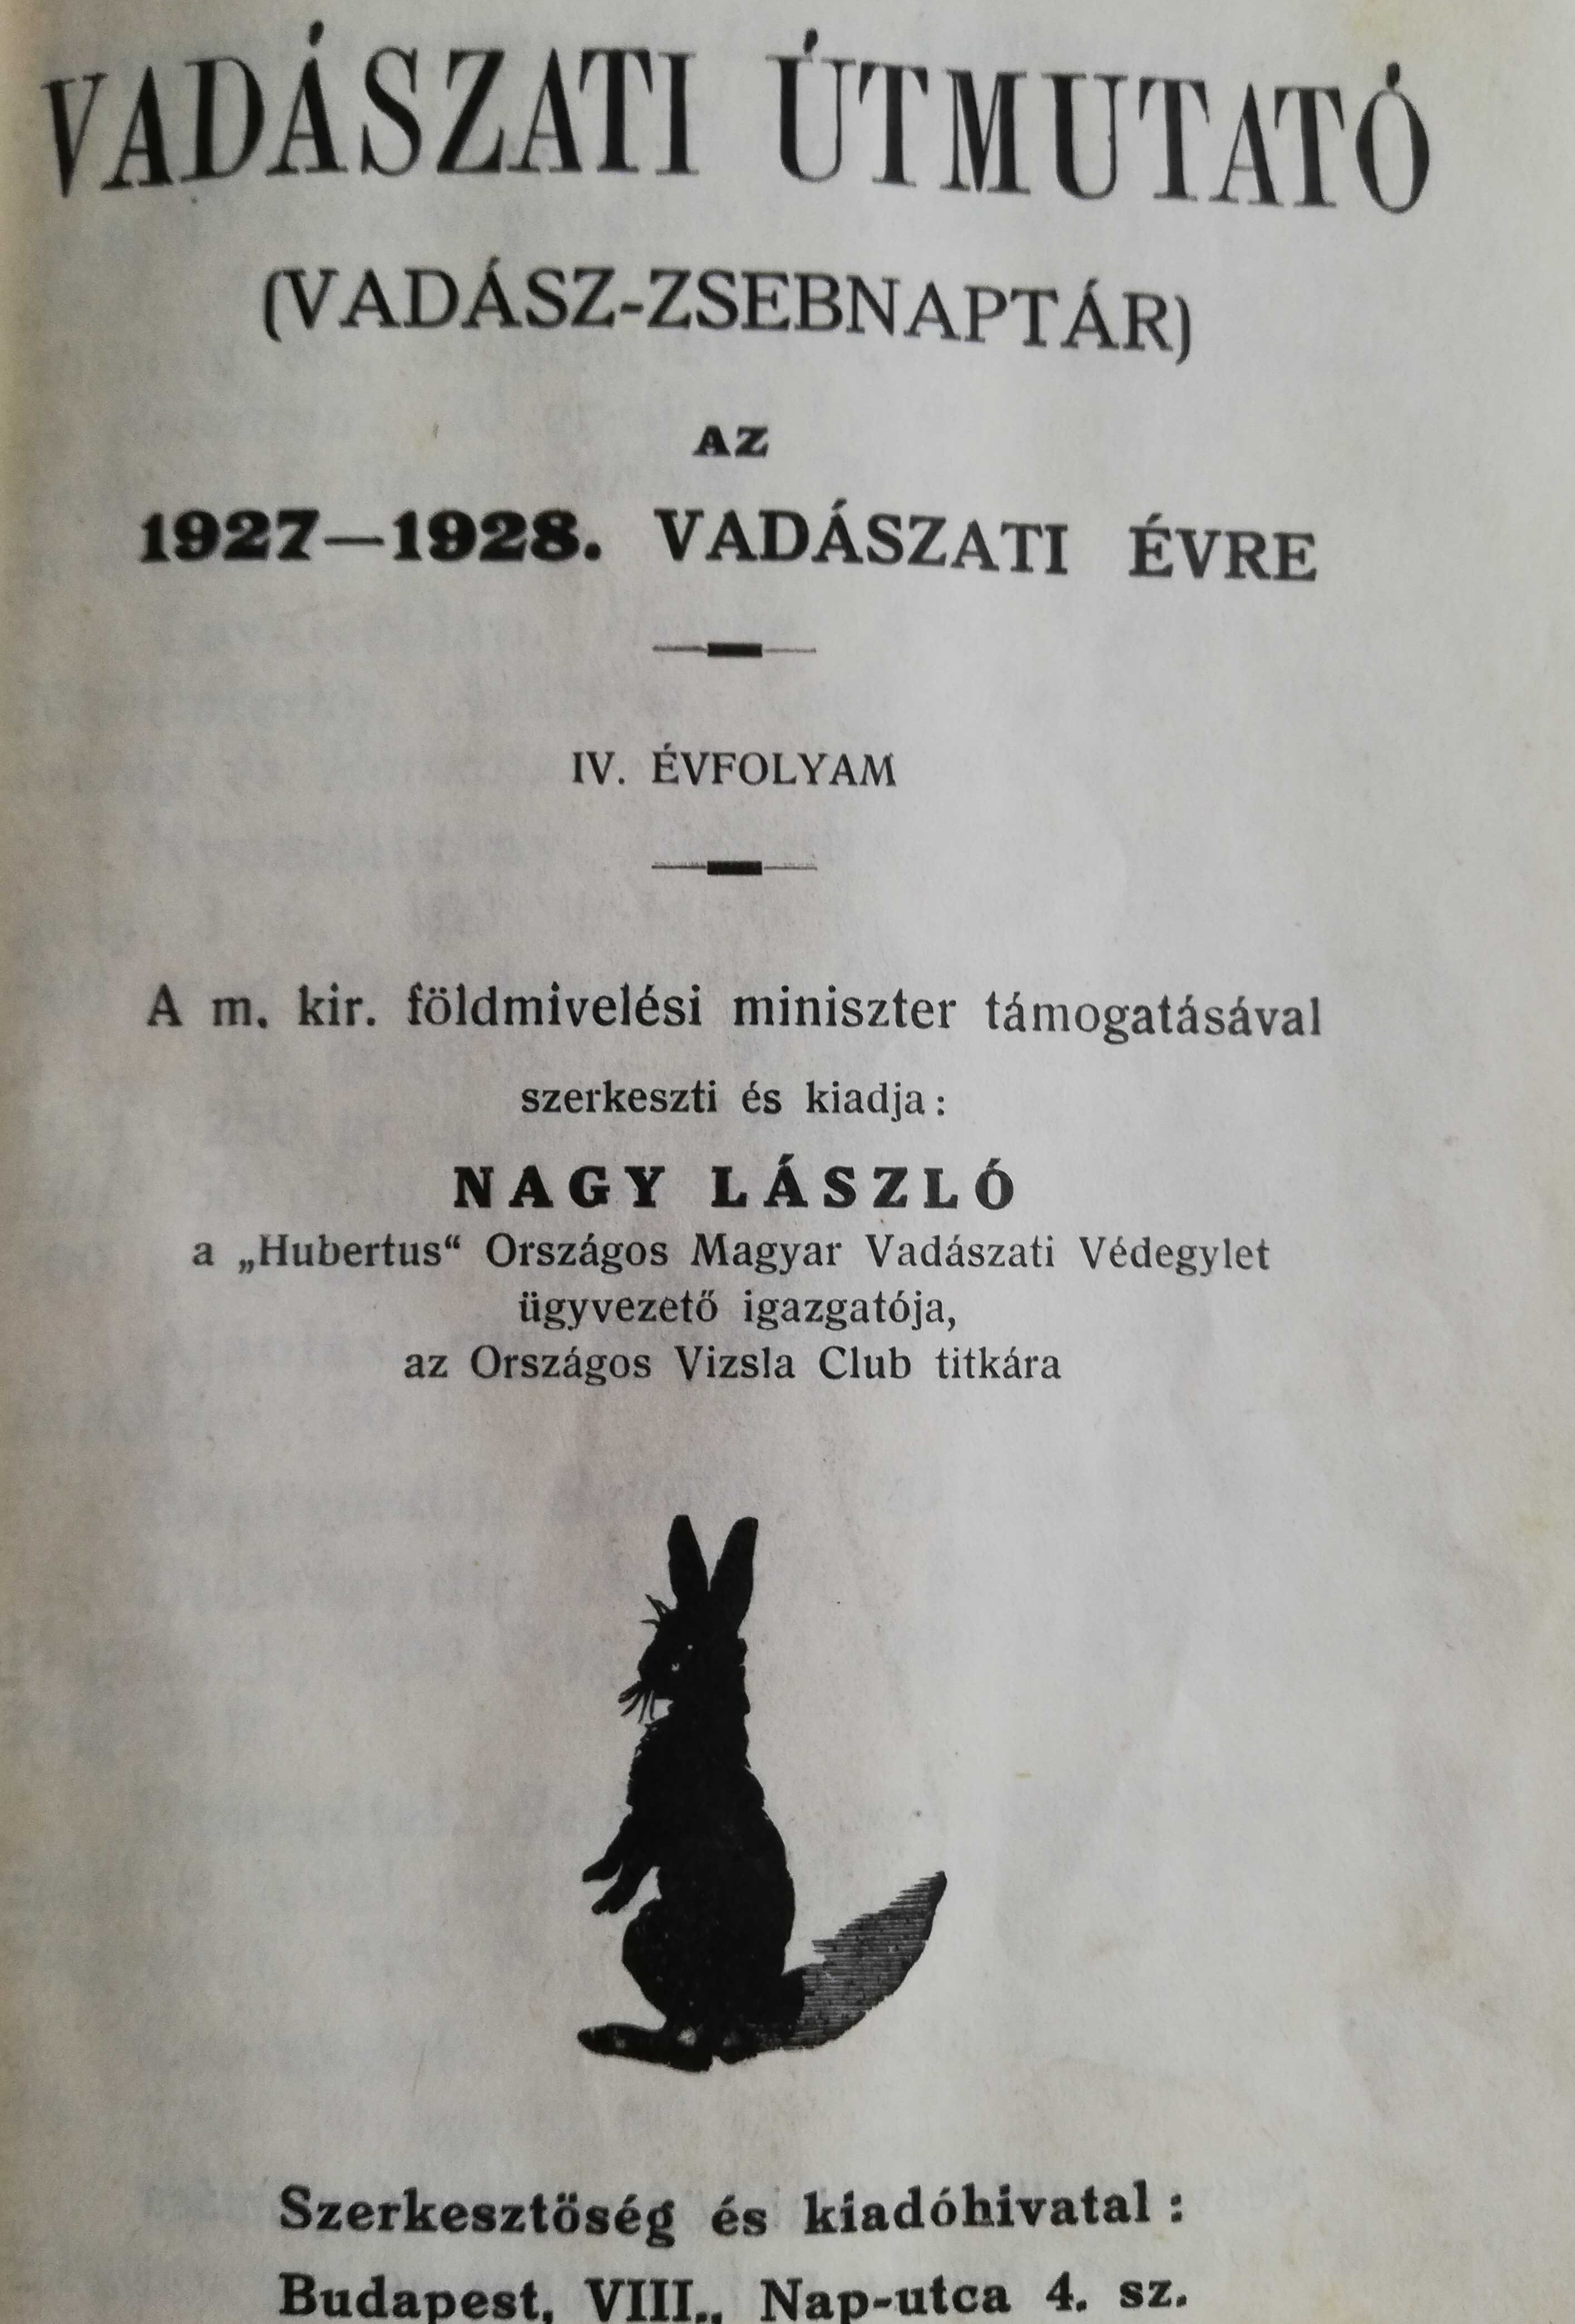 VADÁSZATI ÚTMUTATÓ
(VADÁSZ-ZSEBNAPTÁR)
AZ
1927—1928. VADÁSZATI ÉVRE
IV. ÉVFOLYAM
A m. kir. földmivelési miniszter támogatásával
szerkeszti és kiadja:
NAGY LÁSZLÓ
a „Hubertus“ Országos Magyar Vadászati Védegylet
ügyvezető igazgatója,
az Országos Vizsla Club titkára
Szerkesztöség és kiadóhivatal:
Budapest, VIII., Nap-utca 4. sz.